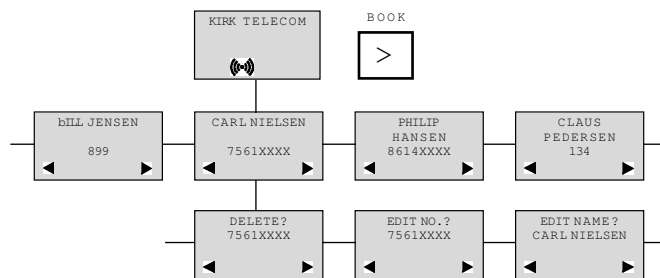 KIRK TELECOM
BOOK
>
bILL JENSEN
899
CARL NIELSEN
7561XXXX
PHILIP
HANSEN
8614XXXX
CLAUS
PEDERSEN
134
DELETE?
7561XXXX
EDIT NO.?
7561XXXX
EDIT NAME?
CARL NIELSEN